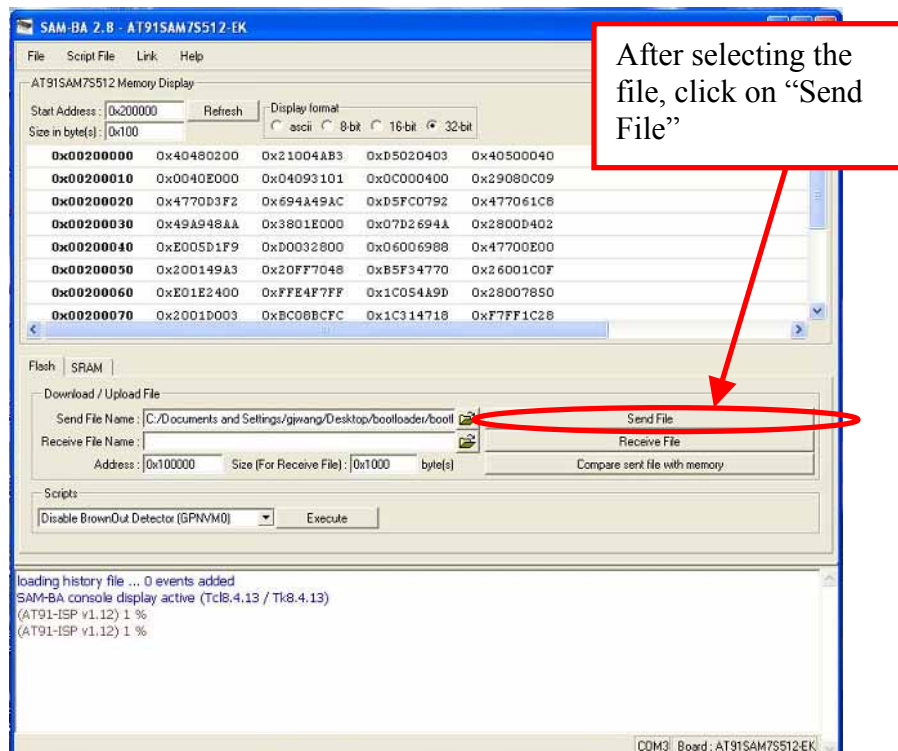 SAM-BA 2.8 - AT91SAM7S512-EK
After selecting the
file, click on “Send
File”
File Script File Link Help
AT91SAM7S512 Memory Display
Start Address : 0x200000 Refresh Display format
Size in byte(s) : 0x100 ascii 8-bit 16-bit 32-bit
0x00200000 0x40480200 0x21004AB3 0xD5020403 0x40500040
0x00200010 0x0040E000 0x04093101 0x0C000400 0x29080C09
0x00200020 0x4770D3F2 0x694A49AC 0xD5FC0792 0x477061C8
0x00200030 0x49A948AA 0x3801E000 0x07D2694A 0x2800D402
0x00200040 0xE005D1F9 0xD0032800 0x06006988 0x47700E00
0x00200050 0x200149A3 0x20FF7048 0xB5F34770 0x26001C0F
0x00200060 0xE01E2400 0xFFE4F7FF 0x1C054A9D 0x28007850
0x00200070 0x2001D003 0xBC08BCFC 0x1C314718 0xF7FF1C28
Flash SRAM
Download / Upload File
Send File Name : C:/Documents and Settings/gjwang/Desktop/bootloader/bootl Send File
Receive File Name : Receive File
Address : 0x100000 Size (For Receive File) : 0x1000 byte(s) Compare sent file with memory
Scripts
Disable BrownOut Detector (GPNVM0) Execute
loading history file ... 0 events added
SAM-BA console display active (Tcl8.4.13 / Tk8.4.13)
(AT91-ISP v1.12) 1 %
(AT91-ISP v1.12) 1 %
COM3 Board : AT91SAM7S512-EK